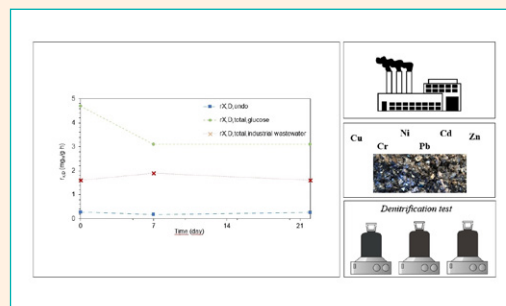 5
4
3
2
1
0
0
7
14
21
Time (day)
rX,D,endo
rX,D,total,glucose
rX,D,total,industrial wastewater
Cu
Ni
Cd
Zn
Cr
Pb
Denitrification test